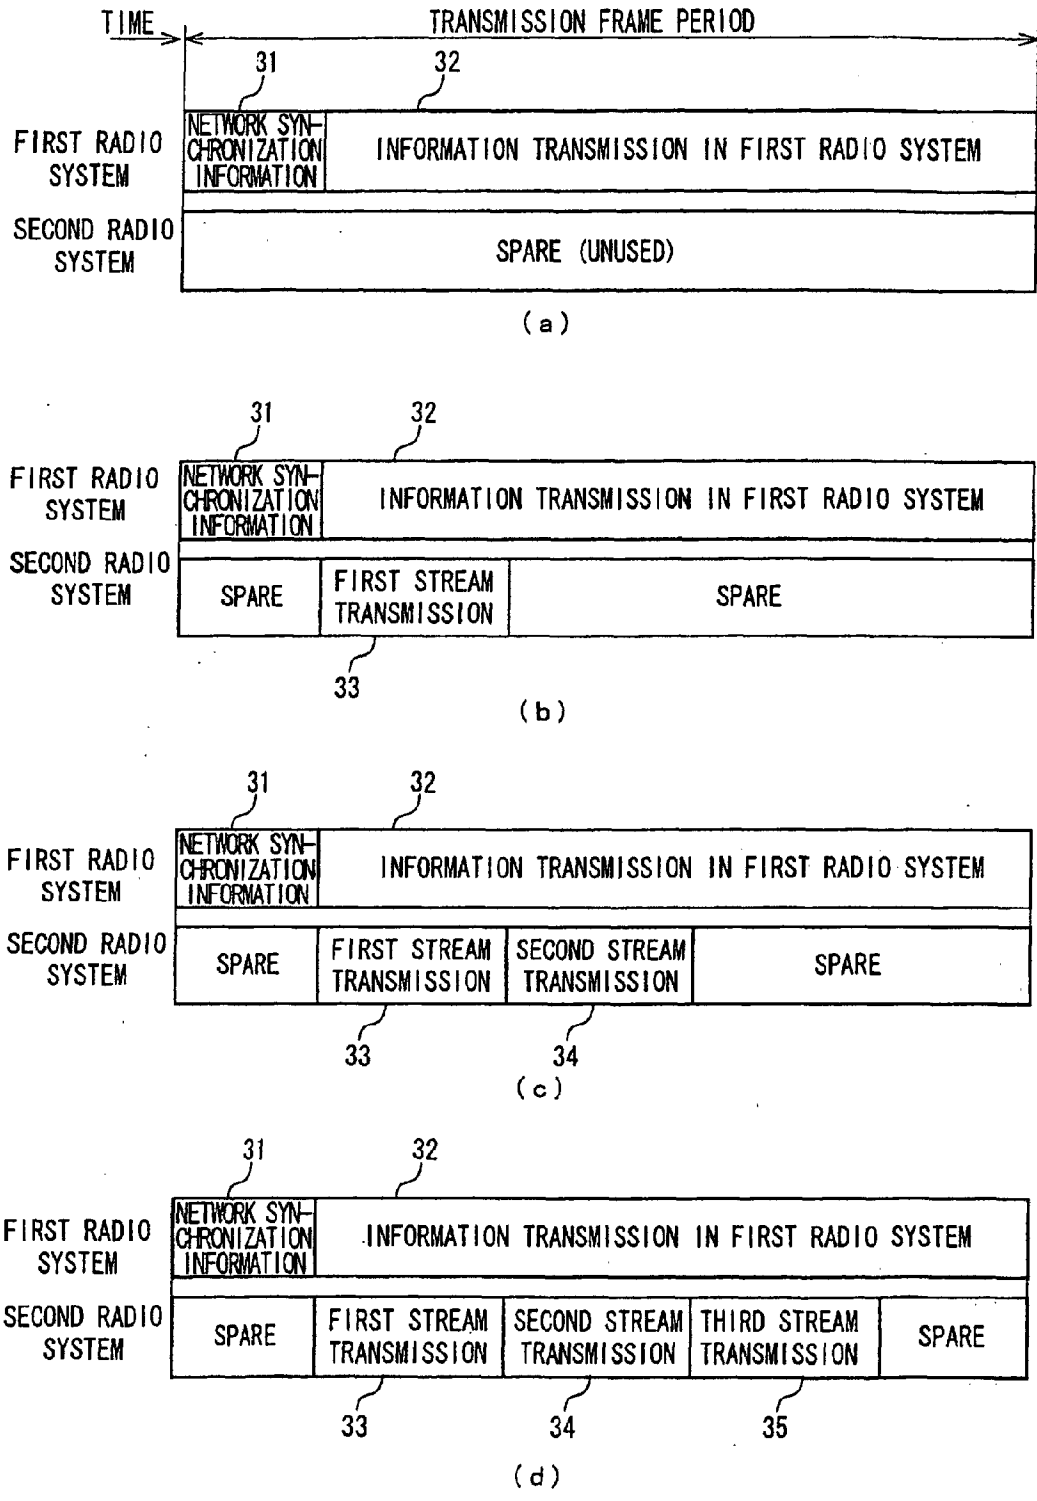 TIME
TRANSMISSION FRAME PERIOD
31
32
FIRST RADIO
SYSTEM
NETWORK SYN-
CHRONIZATION
INFORMATION
INFORMATION TRANSMISSION IN FIRST RADIO SYSTEM
SECOND RADIO
SYSTEM
SPARE (UNUSED)
(a)
31
32
FIRST RADIO
SYSTEM
NETWORK SYN-
CHRONIZATION
INFORMATION
INFORMATION TRANSMISSION IN FIRST RADIO SYSTEM
SECOND RADIO
SYSTEM
SPARE
FIRST STREAM
TRANSMISSION
SPARE
33
(b)
31
32
FIRST RADIO
SYSTEM
NETWORK SYN-
CHRONIZATION
INFORMATION
INFORMATION TRANSMISSION IN FIRST RADIO SYSTEM
SECOND RADIO
SYSTEM
SPARE
FIRST STREAM
TRANSMISSION
SECOND STREAM
TRANSMISSION
SPARE
33
34
(c)
31
32
FIRST RADIO
SYSTEM
NETWORK SYN-
CHRONIZATION
INFORMATION
INFORMATION TRANSMISSION IN FIRST RADIO SYSTEM
SECOND RADIO
SYSTEM
SPARE
FIRST STREAM
TRANSMISSION
SECOND STREAM
TRANSMISSION
THIRD STREAM
TRANSMISSION
SPARE
33
34
35
(d)